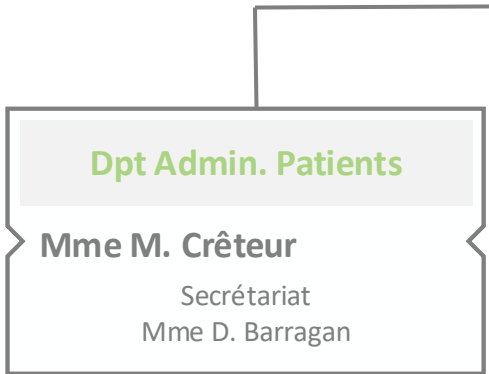 Dpt Admin. Patients
Mme M. Crêteur
Secrétariat
Mme D. Barragan